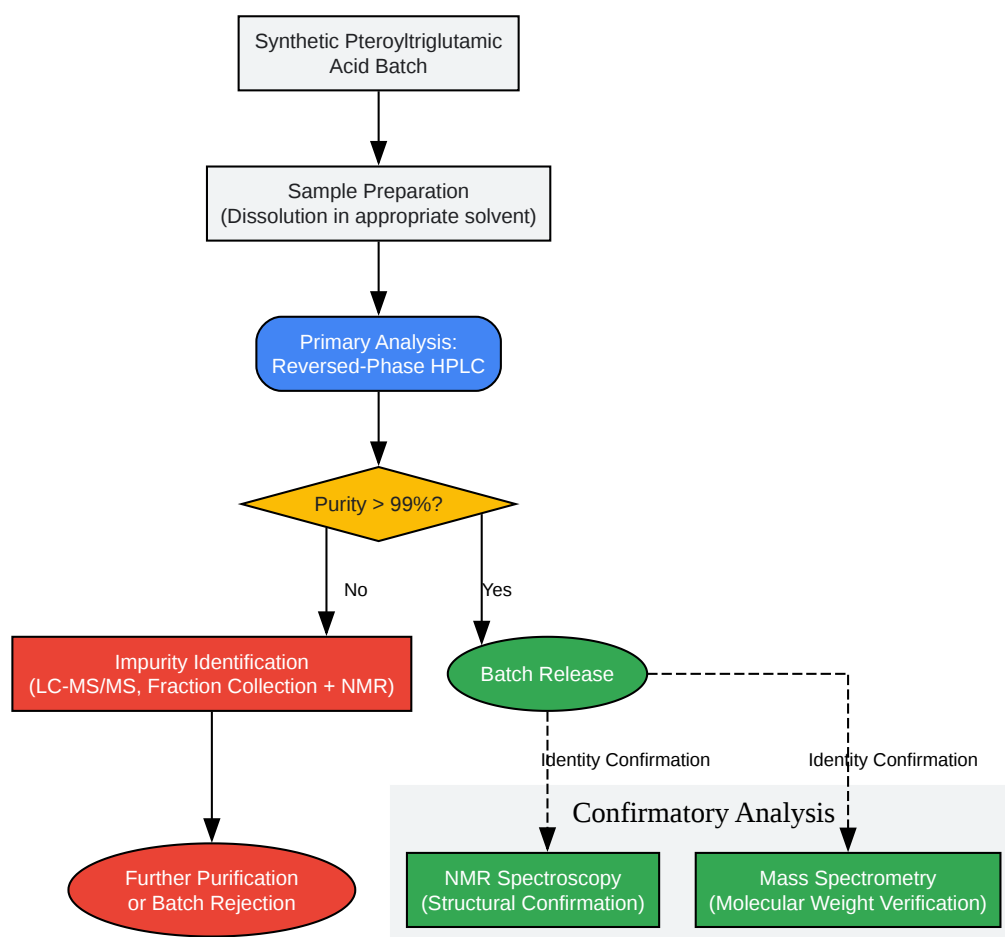 Synthetic Pteroyltriglutamic
Acid Batch
Sample Preparation
(Dissolution in appropriate solvent)
Primary Analysis:
Reversed-Phase HPLC
Purity > 99%?
No
Yes
Impurity Identification
(LC-MS/MS, Fraction Collection + NMR)
Batch Release
Identity Confirmation
Identity Confirmation
Confirmatory Analysis
Further Purification
or Batch Rejection
NMR Spectroscopy
(Structural Confirmation)
Mass Spectrometry
(Molecular Weight Verification)